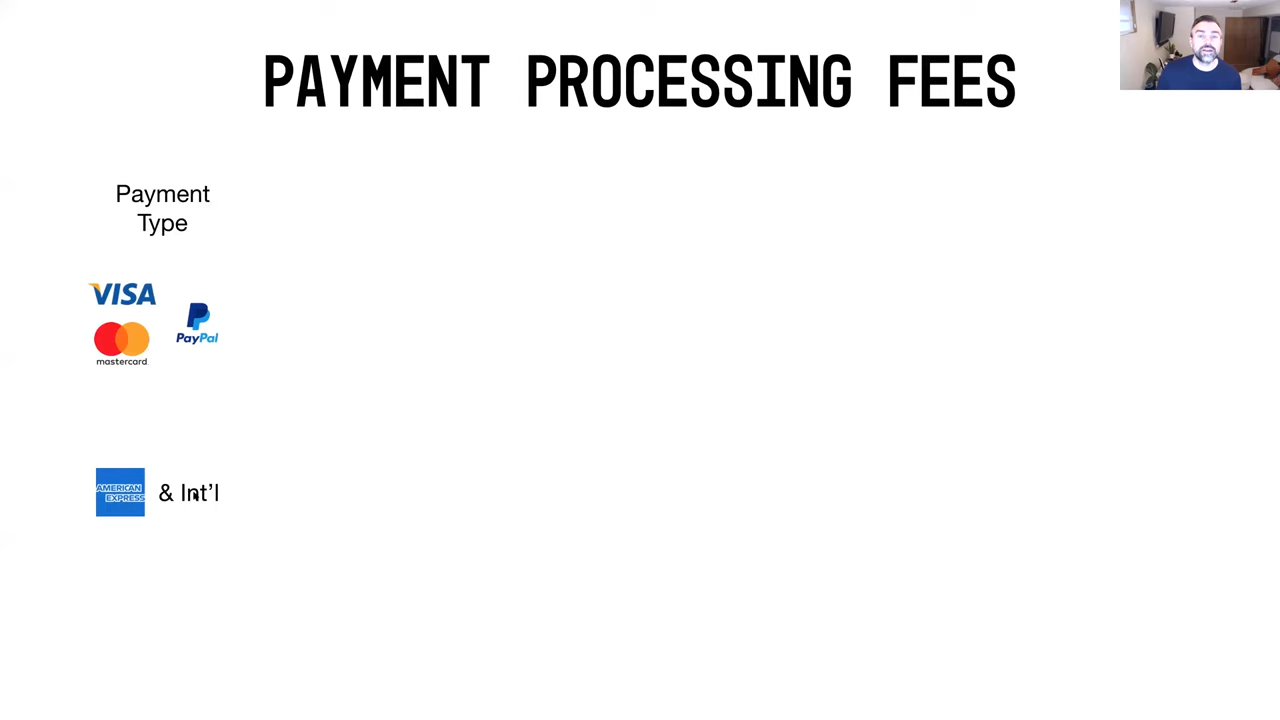 PAYMENT PROCESSING FEES
Payment
Type
VISA
mastercard.
PayPal
AMERICAN
EXPRESS
& Int'l